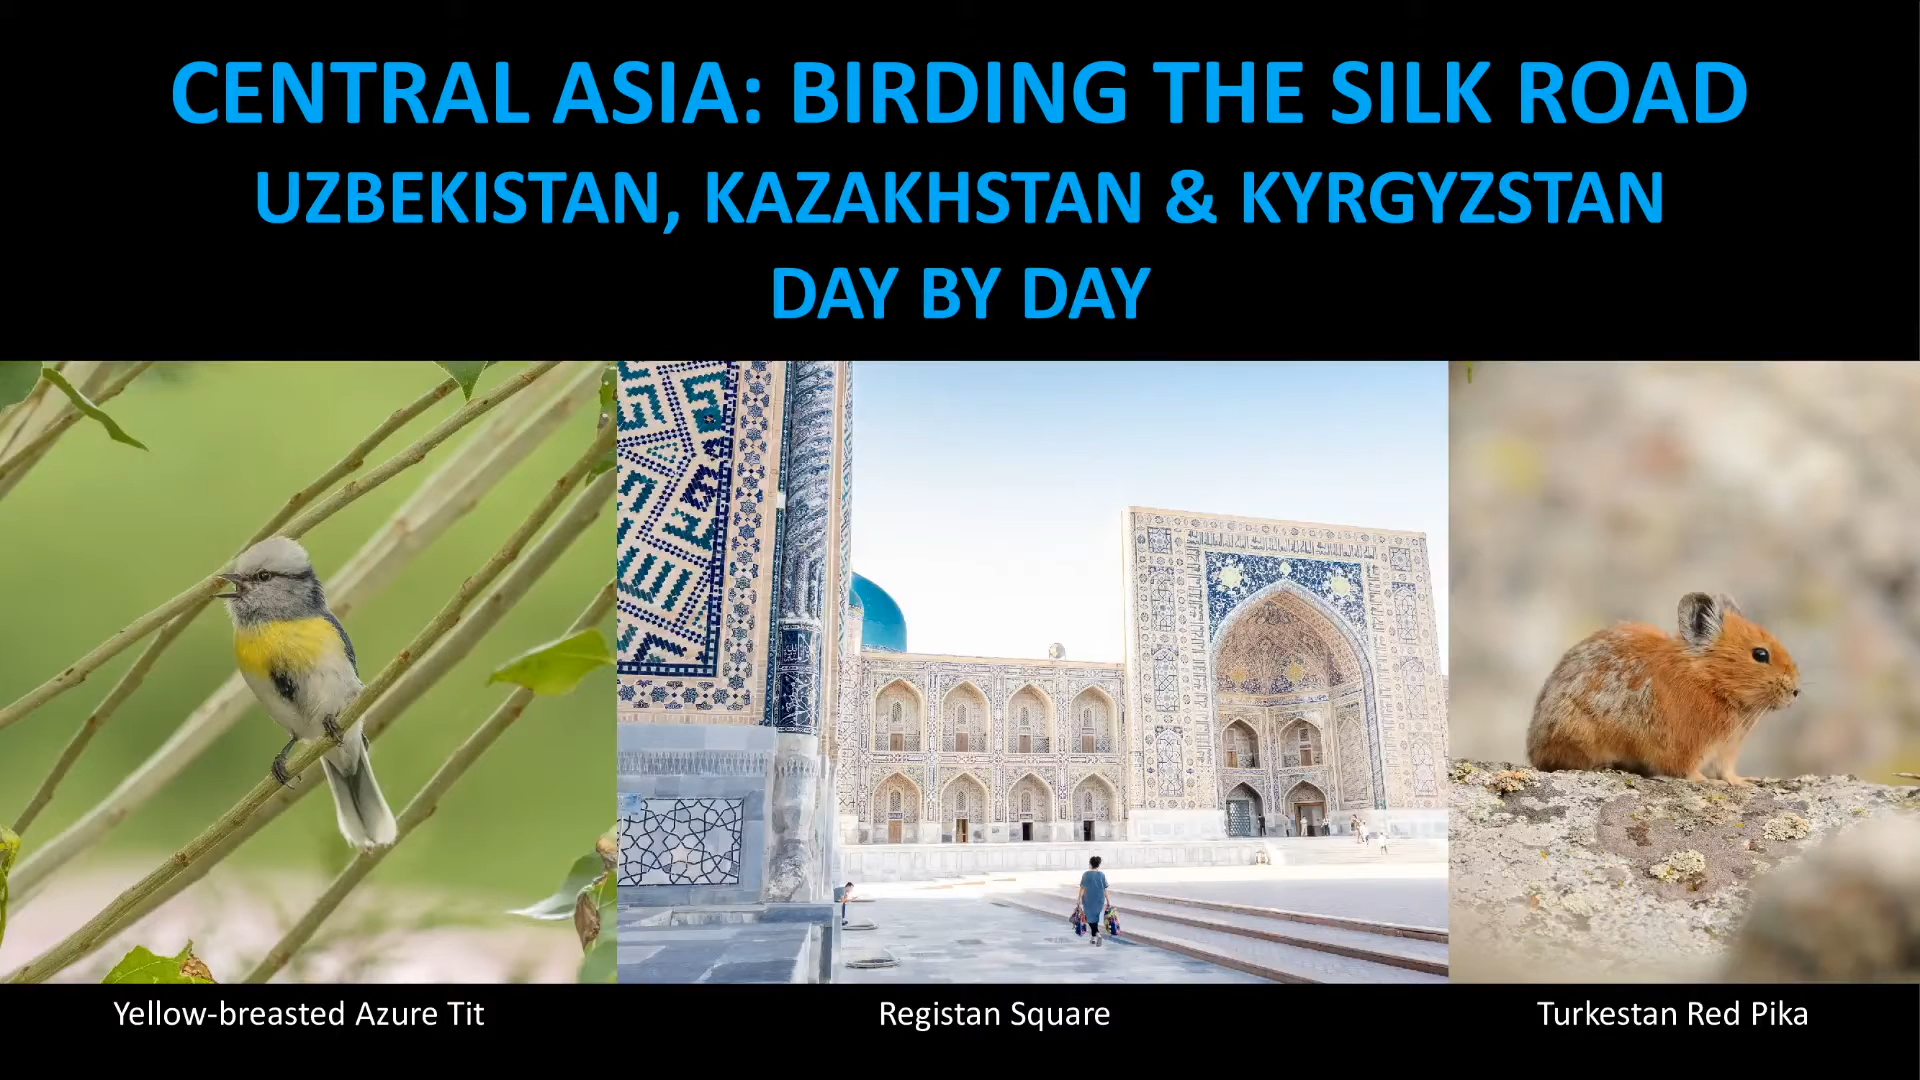 CENTRAL ASIA: BIRDING THE SILK ROAD
UZBEKISTAN, KAZAKHSTAN & KYRGYZSTAN
DAY BY DAY
Yellow-breasted Azure Tit
Registan Square
Turkestan Red Pika